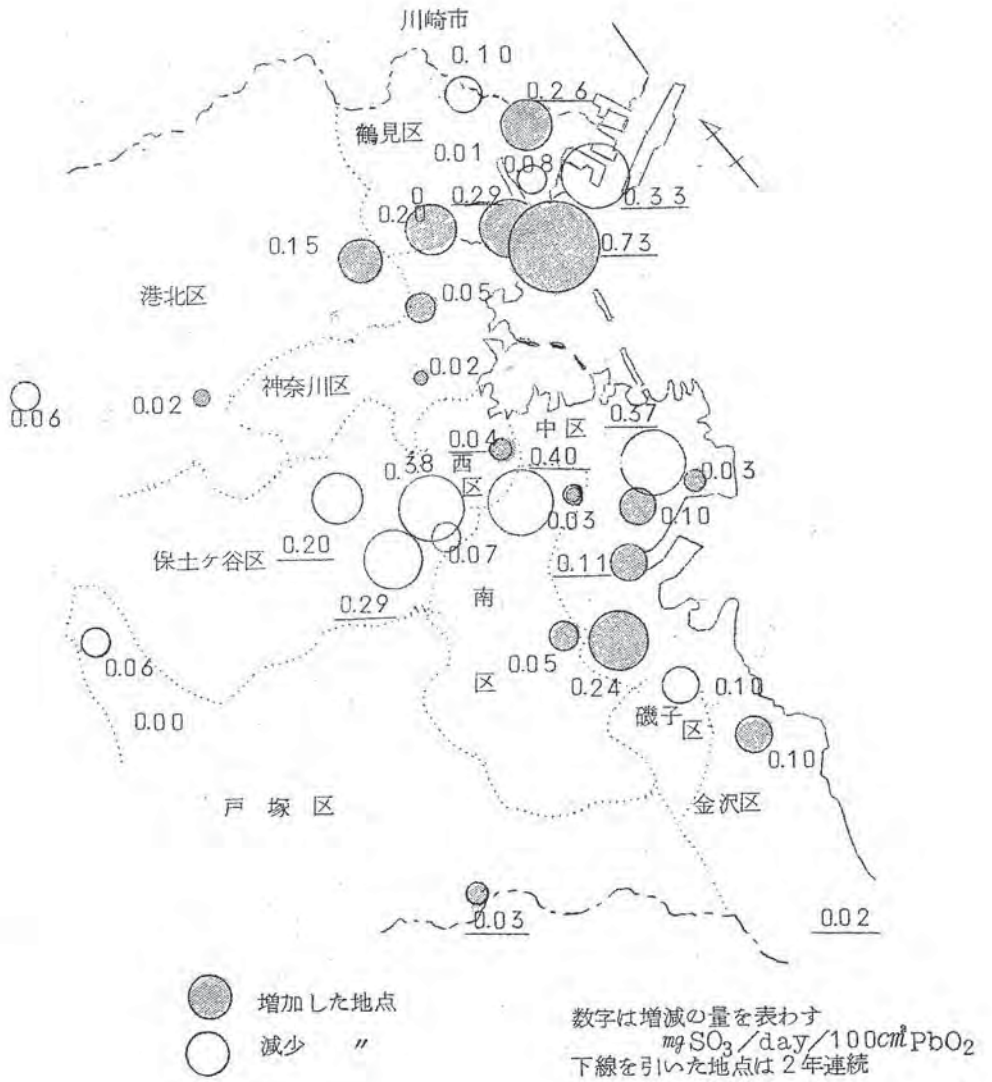 川崎市
0.10
0.26
鶴見区
0.01
0.08
0
0.29
0.33
0.20
0.15
0.73
港北区
0.05
神奈川区
0.02
0.02
0.06
0.37
中区
0.04
0.40
0.03
0.38
西区
0.03
0.10
保土ケ谷区
0.20
0.07
0.11
0.29
南区
0.06
0.05
0.24
0.10
0.00
磯子区
0.10
戸塚区
金沢区
0.03
0.02
増加した地点
減少 〃
数字は増減の量を表わす
mg SO₃/day/100cm² PbO₂
下線を引いた地点は2年連続